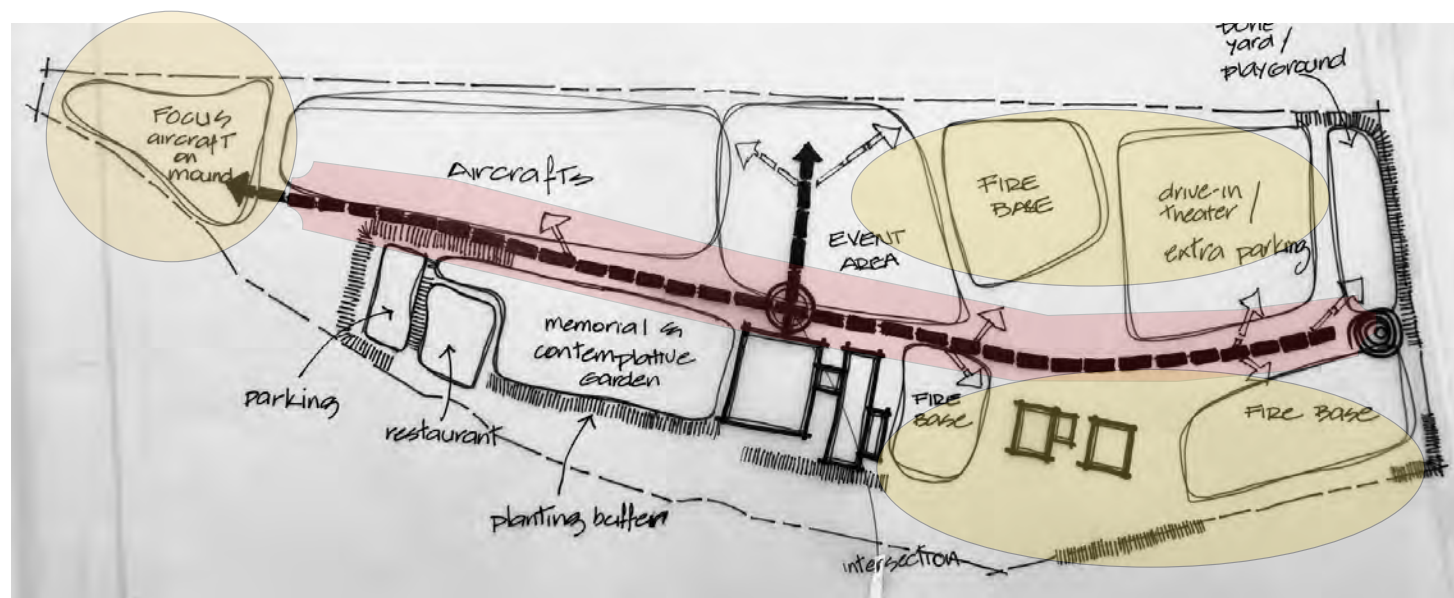 BONE
yard /
playground
FOCUS
aircraft
on
mound
Aircrafts
EVENT
AREA
FIRE
BASE
drive-in
theater /
extra parking
memorial &
contemplative
Garden
parking
restaurant
planting buffer
FIRE
BASE
FIRE BASE
intersection